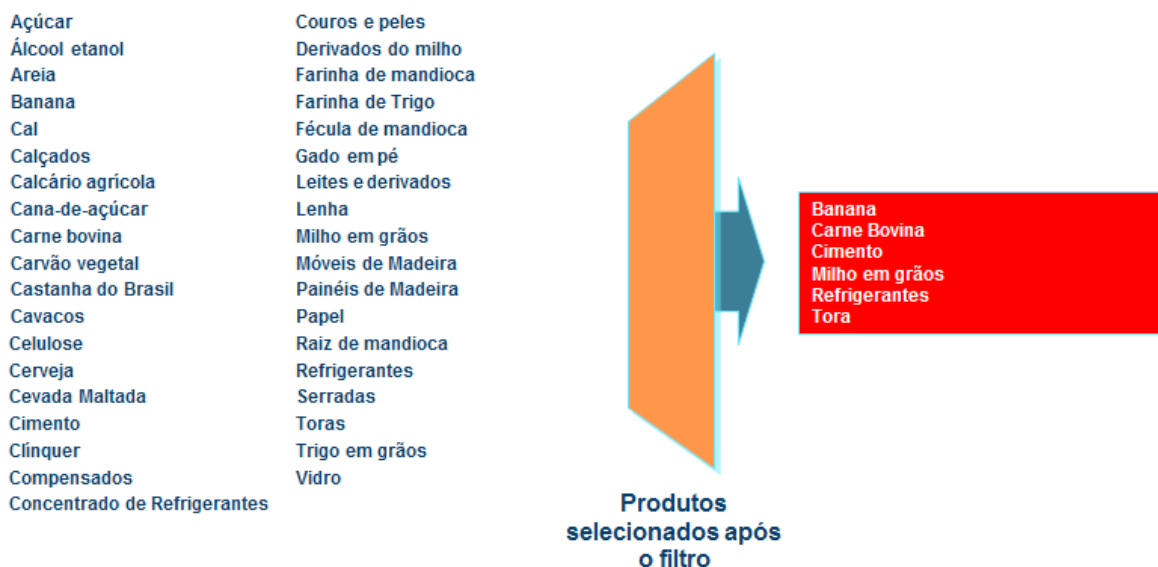 Açúcar
Álcool etanol
Areia
Banana
Cal
Calçados
Calcário agrícola
Cana-de-açúcar
Carne bovina
Carvão vegetal
Castanha do Brasil
Cavacos
Celulose
Cerveja
Cevada Maltada
Cimento
Clínquer
Compensados
Concentrado de Refrigerantes
Couros e peles
Derivados do milho
Farinha de mandioca
Farinha de Trigo
Fécula de mandioca
Gado em pé
Leites e derivados
Lenha
Milho em grãos
Móveis de Madeira
Painéis de Madeira
Papel
Raiz de mandioca
Refrigerantes
Serradas
Toras
Trigo em grãos
Vidro
Produtos
selecionados após
o filtro
Banana
Carne Bovina
Cimento
Milho em grãos
Refrigerantes
Tora